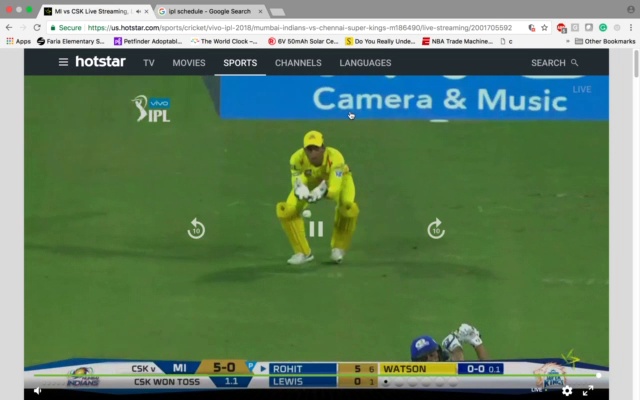 MI vs CSK Live Streaming,
ipl schedule - Google Search
Secure
https://us.hotstar.com/sports/cricket/vivo-ipl-2018/mumbai-indians-vs-chennai-super-kings-m186490/live-streaming/2001705592
Apps
Faria Elementary S...
Petfinder Adoptabl...
The World Clock -...
6V 50mAh Solar Ce...
Do You Really Unde...
NBA Trade Machine...
c
Other Bookmarks
hotstar
TV
MOVIES
SPORTS
CHANNELS
LANGUAGES
SEARCH
Camera & Music
LIVE
vivo
IPL
10
10
CSK v MI 5-0 P
ROHIT 5 6
WATSON 0-0 0.1
CSK WON TOSS 1.1
LEWIS 0 1
INDIANS
LIVE